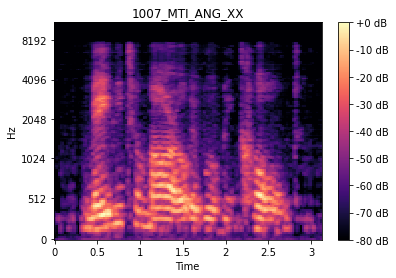 1007_MTI_ANG_XX
+0 dB
8192
-10 dB
4096
-20 dB
-30 dB
2048
Hz
-40 dB
1024
-50 dB
512
-60 dB
-70 dB
0
-80 dB
0 0.5 1 1.5 2 2.5 3
Time